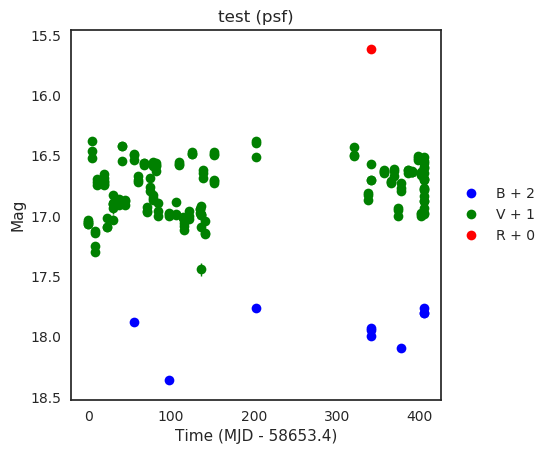 test (psf)
15.5
16.0
16.5
17.0
17.5
18.0
18.5
Mag
0
100
200
300
400
Time (MJD - 58653.4)
B + 2
V + 1
R + 0